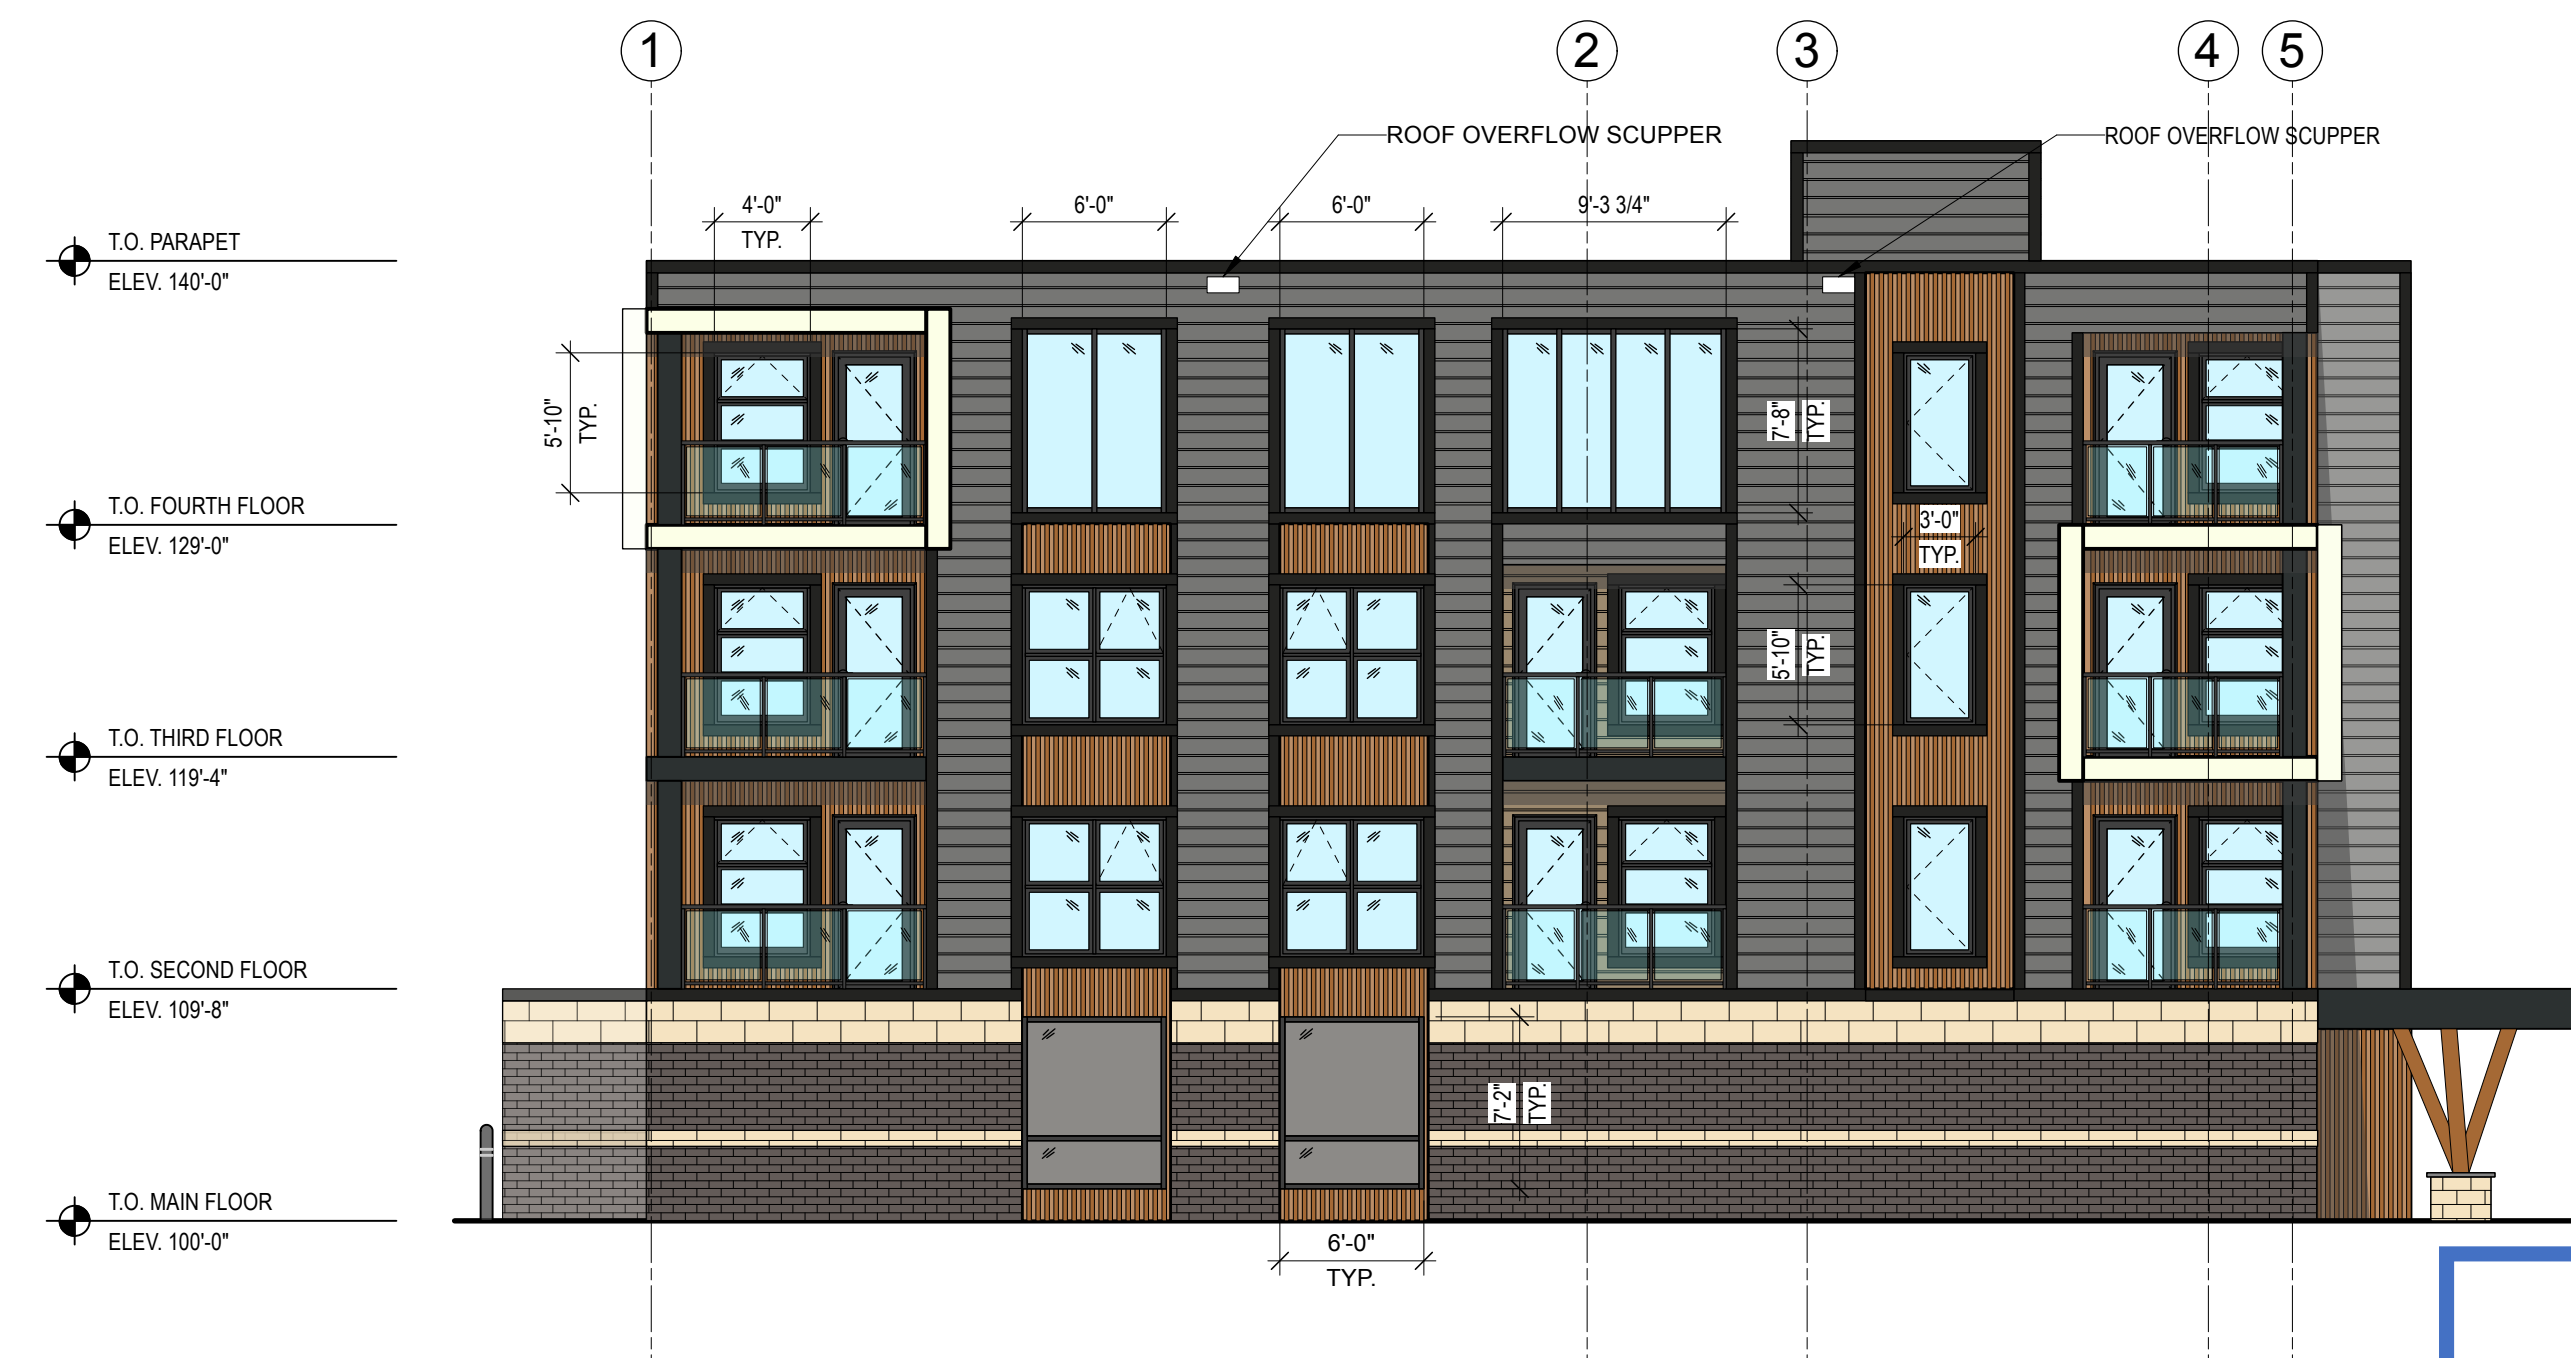 1
2
3
4
5
ROOF OVERFLOW SCUPPER
ROOF OVERFLOW SCUPPER
4'-0"
TYP.
6'-0"
6'-0"
9'-3 3/4"
T.O. PARAPET
ELEV. 140'-0"
5'-10"
TYP.
7'-8"
TYP.
T.O. FOURTH FLOOR
ELEV. 129'-0"
3'-0"
TYP.
5'-10"
TYP.
T.O. THIRD FLOOR
ELEV. 119'-4"
T.O. SECOND FLOOR
ELEV. 109'-8"
7'-2"
TYP.
T.O. MAIN FLOOR
ELEV. 100'-0"
6'-0"
TYP.